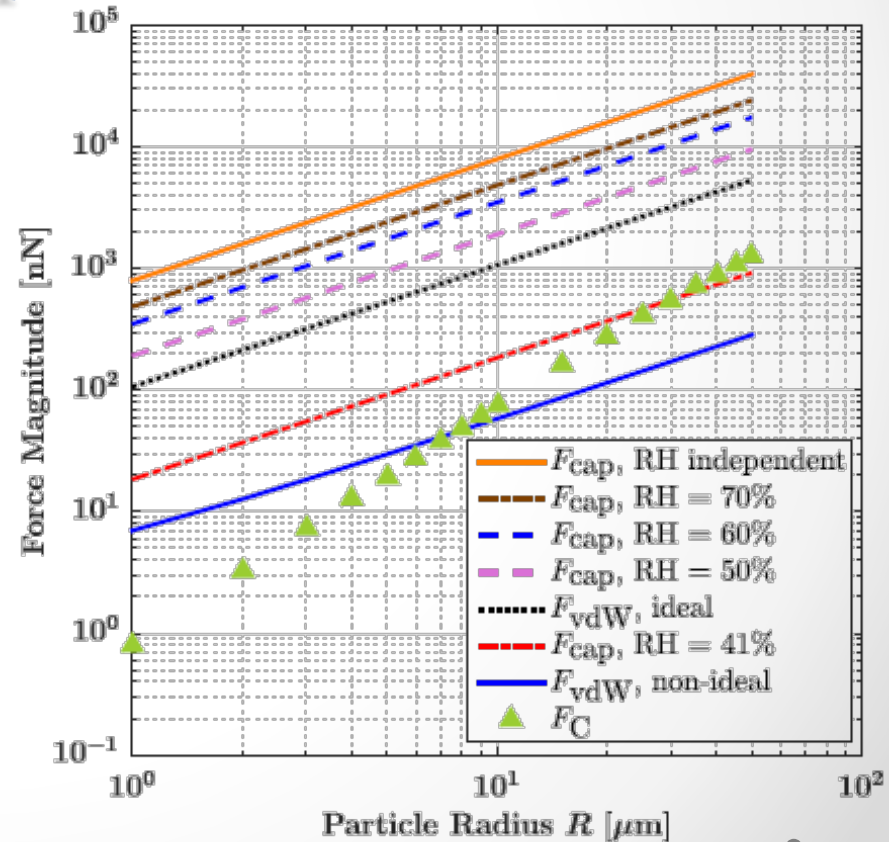 10^5
10^4
10^3
10^2
10^1
10^0
10^−1
Force Magnitude [nN]
F_cap, RH independent
F_cap, RH = 70%
F_cap, RH = 60%
F_cap, RH = 50%
F_vdW, ideal
F_cap, RH = 41%
F_vdW, non-ideal
F_C
10^0 10^1 10^2
Particle Radius R [μm]